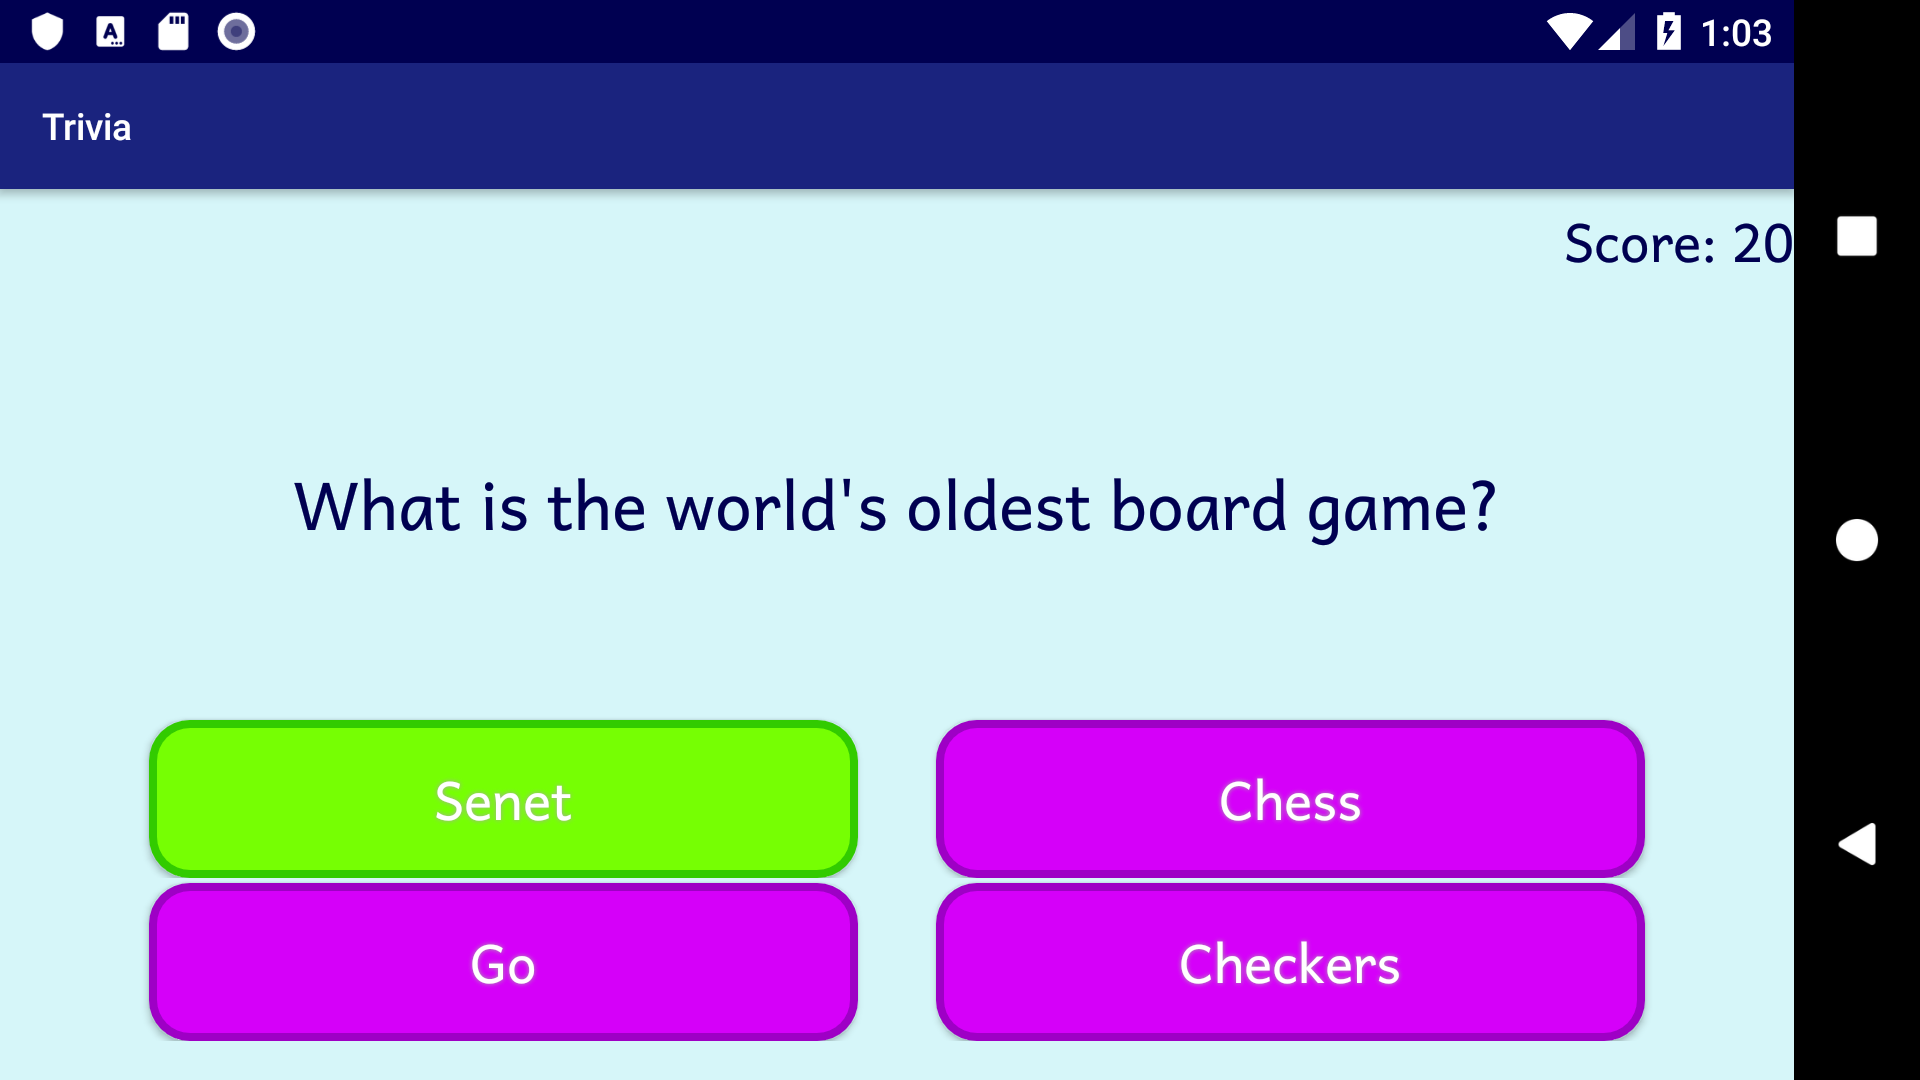 1:03
Trivia
Score: 20
What is the world's oldest board game?
Senet
Chess
Go
Checkers